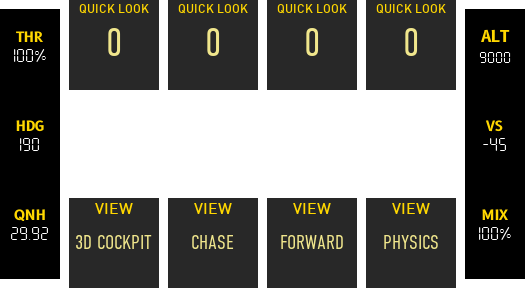 QUICK LOOK QUICK LOOK QUICK LOOK QUICK LOOK
0 0 0 0
THR
100%
ALT
9000
HDG
190
VS
-45
QNH
29.92
MIX
100%
VIEW VIEW VIEW VIEW
3D COCKPIT CHASE FORWARD PHYSICS